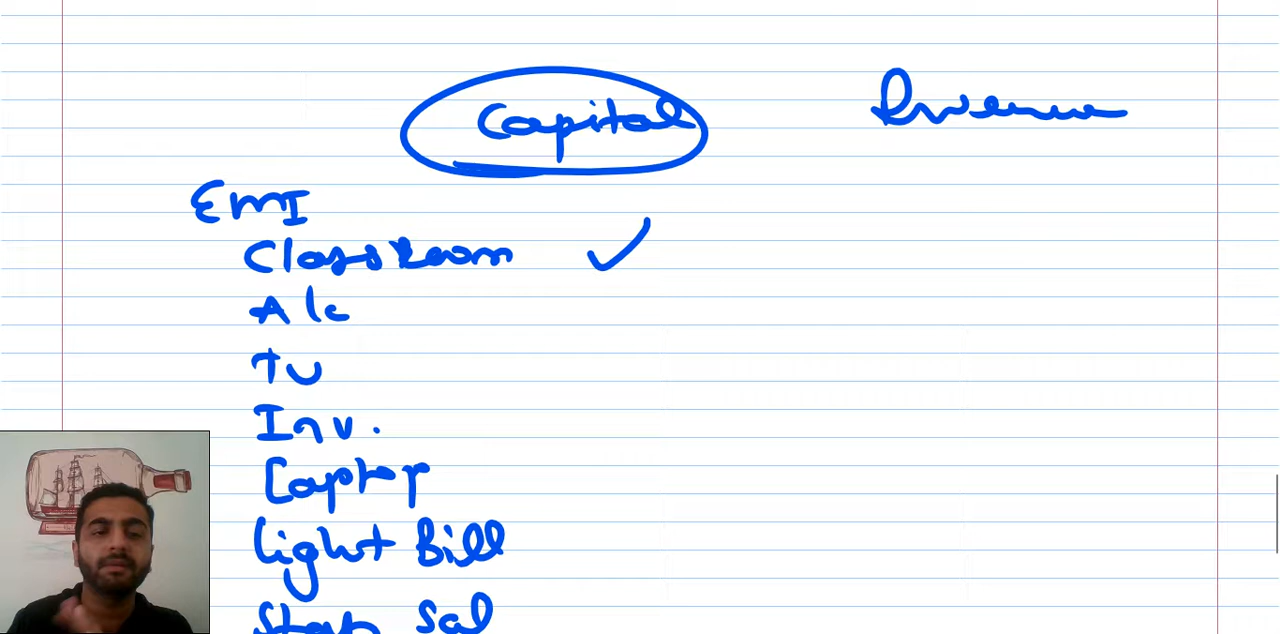 Capital Revenue
EMI
Classroom ✓
A/c
TV
Inv.
Laptop
Light Bill
Staff Sal